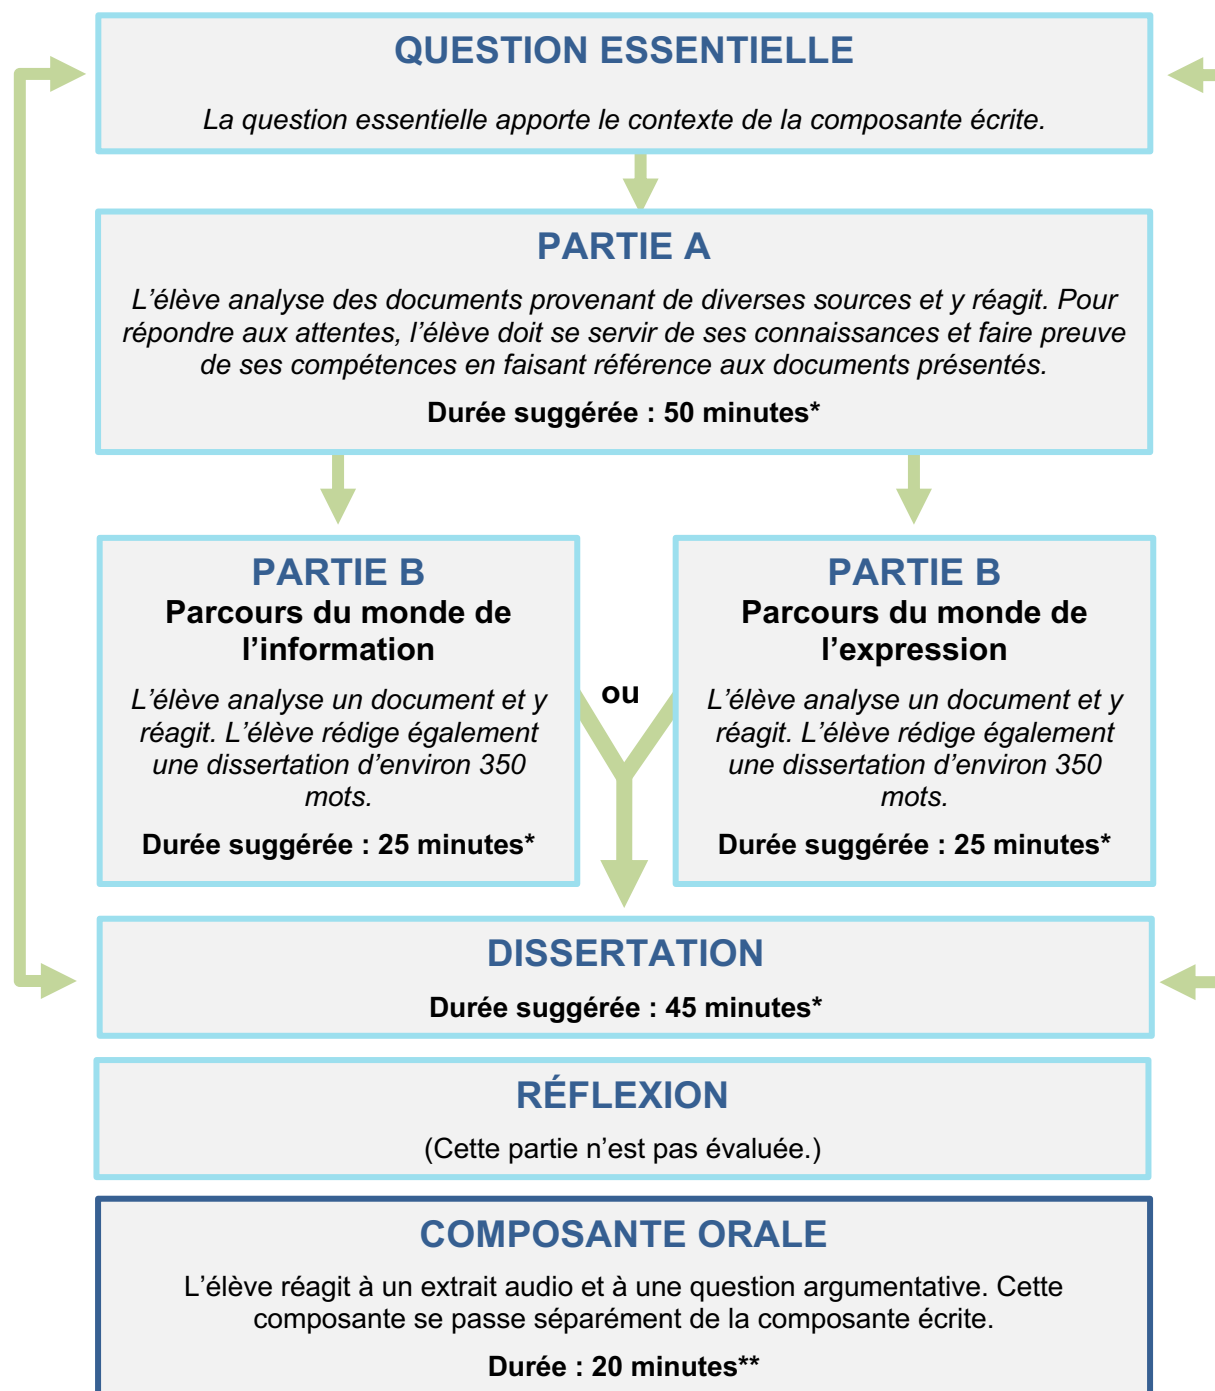 QUESTION ESSENTIELLE
La question essentielle apporte le contexte de la composante écrite.
PARTIE A
L’élève analyse des documents provenant de diverses sources et y réagit. Pour
répondre aux attentes, l’élève doit se servir de ses connaissances et faire preuve
de ses compétences en faisant référence aux documents présentés.
Durée suggérée : 50 minutes*
PARTIE B
Parcours du monde de
l’information
L’élève analyse un document et y
réagit. L’élève rédige également
une dissertation d’environ 350
mots.
Durée suggérée : 25 minutes*
ou
PARTIE B
Parcours du monde de
l’expression
L’élève analyse un document et y
réagit. L’élève rédige également
une dissertation d’environ 350
mots.
Durée suggérée : 25 minutes*
DISSERTATION
Durée suggérée : 45 minutes*
RÉFLEXION
(Cette partie n’est pas évaluée.)
COMPOSANTE ORALE
L’élève réagit à un extrait audio et à une question argumentative. Cette
composante se passe séparément de la composante écrite.
Durée : 20 minutes**